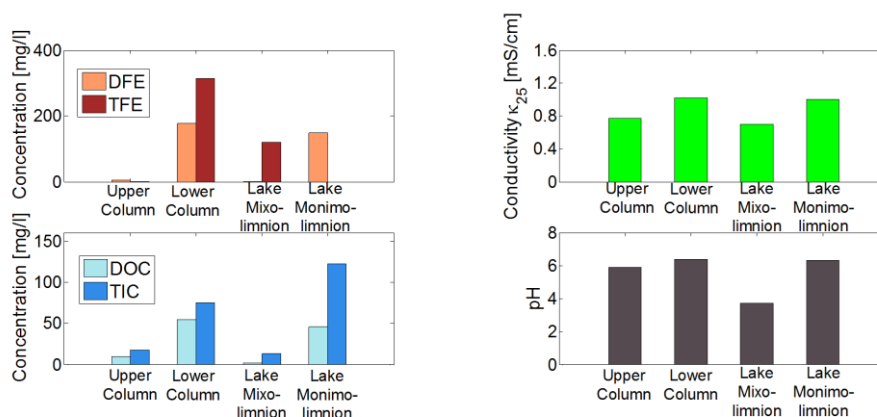 Concentration [mg/l]
400
200
0
DFE
TFE
Upper
Column
Lower
Column
Lake
Mixo-
limnion
Lake
Monimo-
limnion
Conductivity κ25 [mS/cm]
1.6
1.2
0.8
0.4
0
Upper
Column
Lower
Column
Lake
Mixo-
limnion
Lake
Monimo-
limnion
Concentration [mg/l]
150
100
50
0
DOC
TIC
Upper
Column
Lower
Column
Lake
Mixo-
limnion
Lake
Monimo-
limnion
pH
8
6
4
2
0
Upper
Column
Lower
Column
Lake
Mixo-
limnion
Lake
Monimo-
limnion